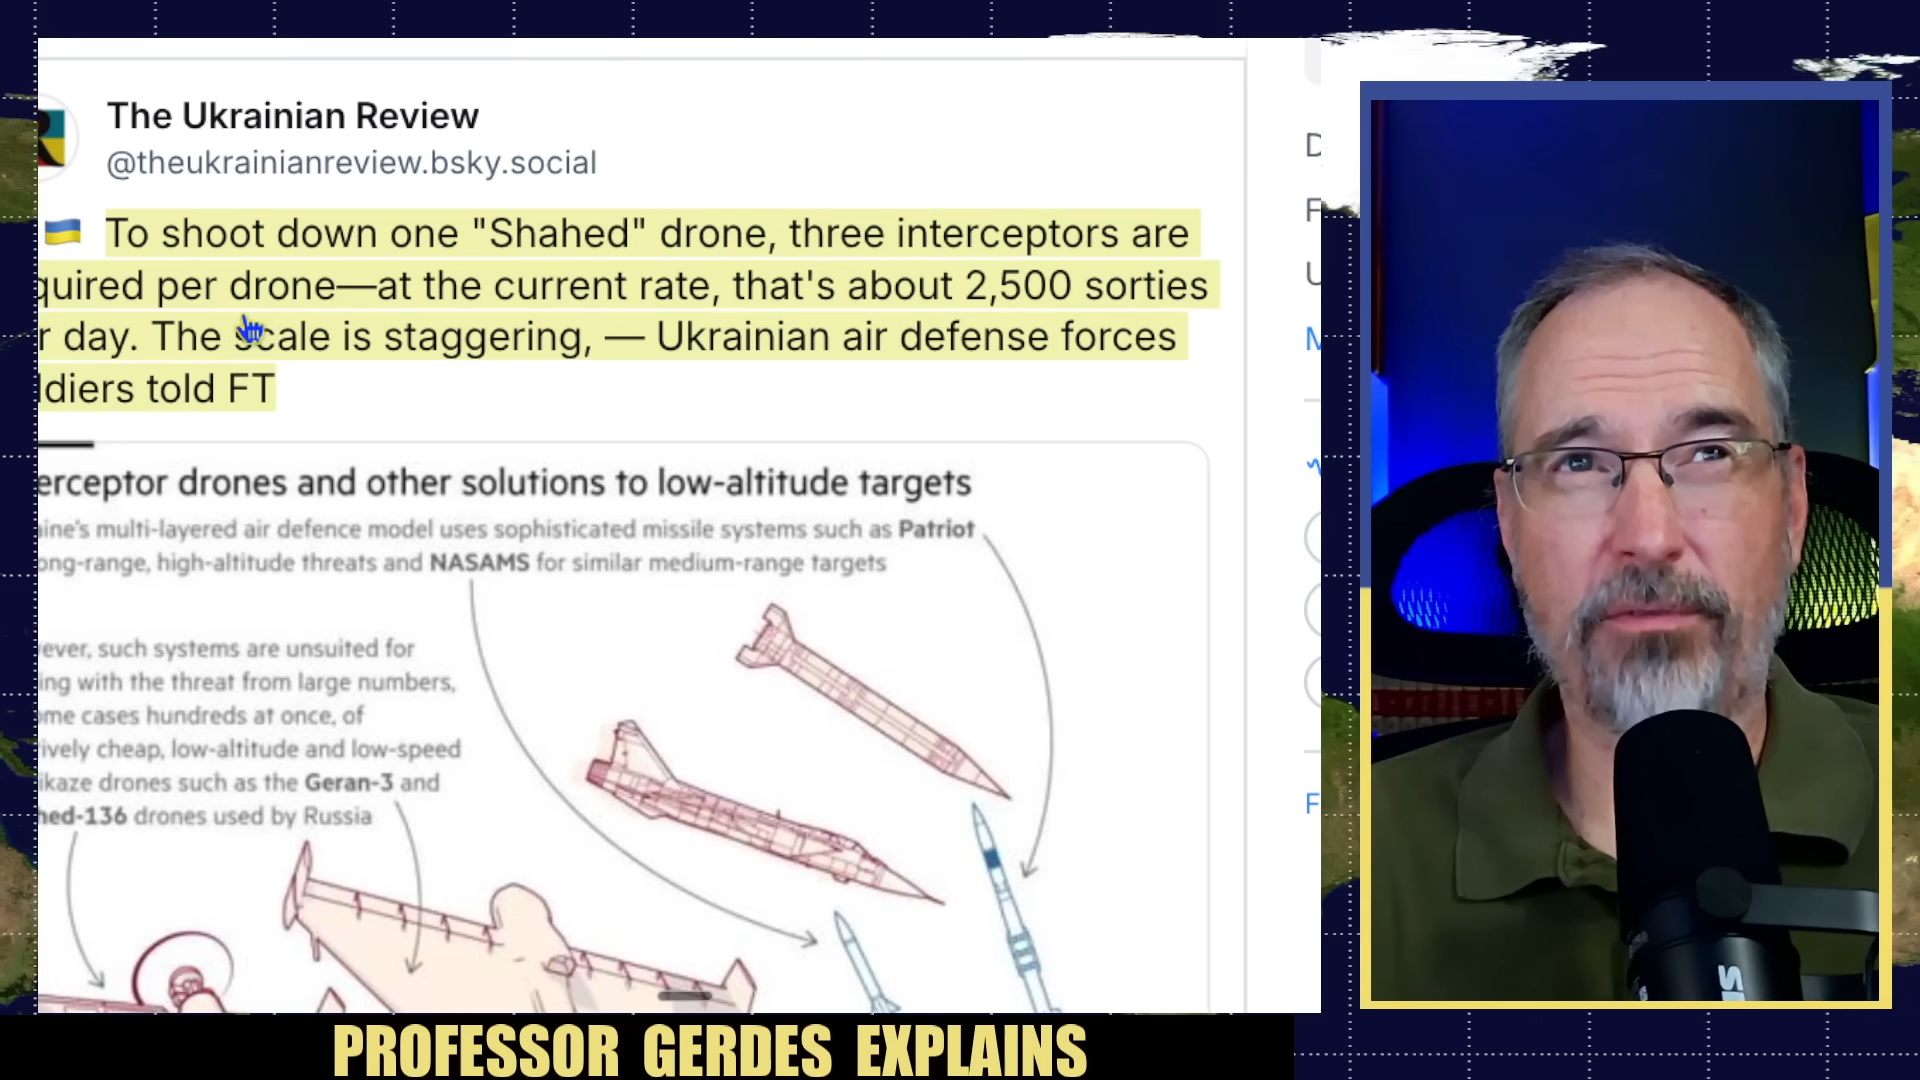 The Ukrainian Review
@theukrainianreview.bsky.social
To shoot down one "Shahed" drone, three interceptors are
quired per drone—at the current rate, that's about 2,500 sorties
r day. The scale is staggering, — Ukrainian air defense forces
ldiers told FT
erceptor drones and other solutions to low-altitude targets
ine's multi-layered air defence model uses sophisticated missile systems such as Patriot
ong-range, high-altitude threats and NASAMS for similar medium-range targets
ever, such systems are unsuited for
ing with the threat from large numbers,
ome cases hundreds at once, of
ively cheap, low-altitude and low-speed
ikaze drones such as the Geran-3 and
hed-136 drones used by Russia
D
F
U
M
F
PROFESSOR GERDES EXPLAINS